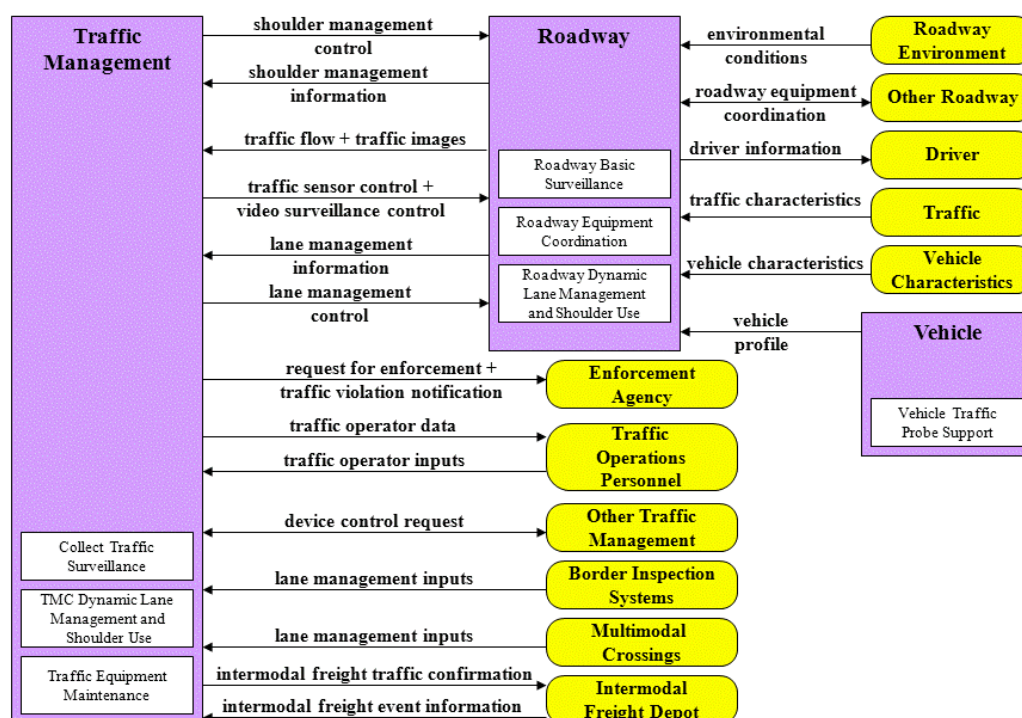 Traffic
Management
Collect Traffic
Surveillance
TMC Dynamic Lane
Management and
Shoulder Use
Traffic Equipment
Maintenance
shoulder management
control
shoulder management
information
traffic flow + traffic images
traffic sensor control +
video surveillance control
lane management
information
lane management
control
request for enforcement +
traffic violation notification
traffic operator data
traffic operator inputs
device control request
lane management inputs
lane management inputs
intermodal freight traffic confirmation
intermodal freight event information
Roadway
Roadway Basic
Surveillance
Roadway Equipment
Coordination
Roadway Dynamic
Lane Management
and Shoulder Use
Enforcement
Agency
Traffic
Operations
Personnel
Other Traffic
Management
Border Inspection
Systems
Multimodal
Crossings
Intermodal
Freight Depot
environmental
conditions
roadway equipment
coordination
driver information
traffic characteristics
vehicle characteristics
vehicle
profile
Roadway
Environment
Other Roadway
Driver
Traffic
Vehicle
Characteristics
Vehicle
Vehicle Traffic
Probe Support